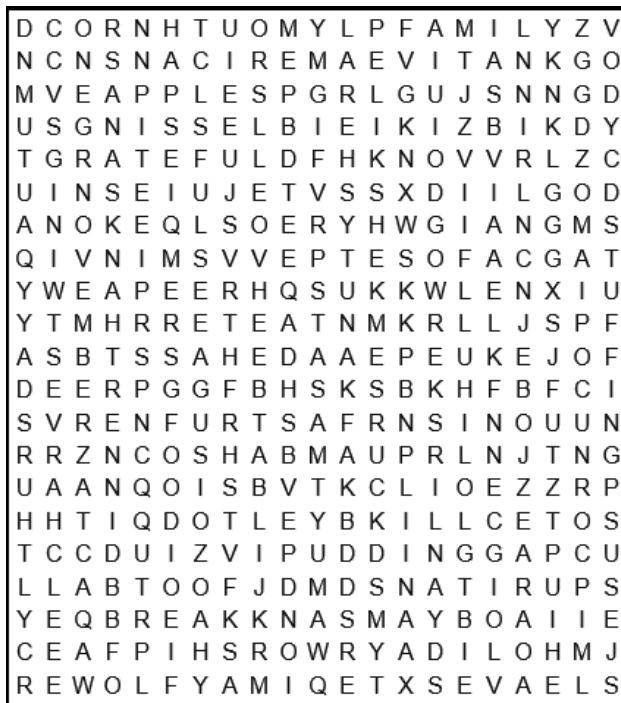 D C O R N H T U O M Y L P F A M I L Y Z V
N C N S N A C I R E M A E V I T A N K G O
M V E A P P L E S P G R L G U J S N N G D
U S G N I S S E L B I E I K I Z B I K D Y
T G R A T E F U L D F H K N O V V R L Z C
U I N S E I U J E T V S S X D I I L G O D
A N O K E Q L S O E R Y H W G I A N G M S
Q I V N I M S V V E P T E S O F A C G A T
Y W E A P E E R H Q S U K K W L E N X I U
Y T M H R R E T E A T N M K R L L J S P F
A S B T S S A H E D A A E P E U K E J O F
D E E R P G G F B H S K S B K H F B F C I
S V R E N F U R T S A F R N S I N O U U N
R R Z N C O S H A B M A U P R L N J T N G
U A A N Q O I S B V T K C L I O E Z Z R P
H H T I Q D O T L E Y B K I L L C E T O S
T C C D U I Z V I P U D D I N G G A P C U
L L A B T O O F J D M D S N A T I R U P S
Y E Q B R E A K K N A S M A Y B O A I I E
C E A F P I H S R O W R Y A D I L O H M J
R E W O L F Y A M I Q E T X S E V A E L S